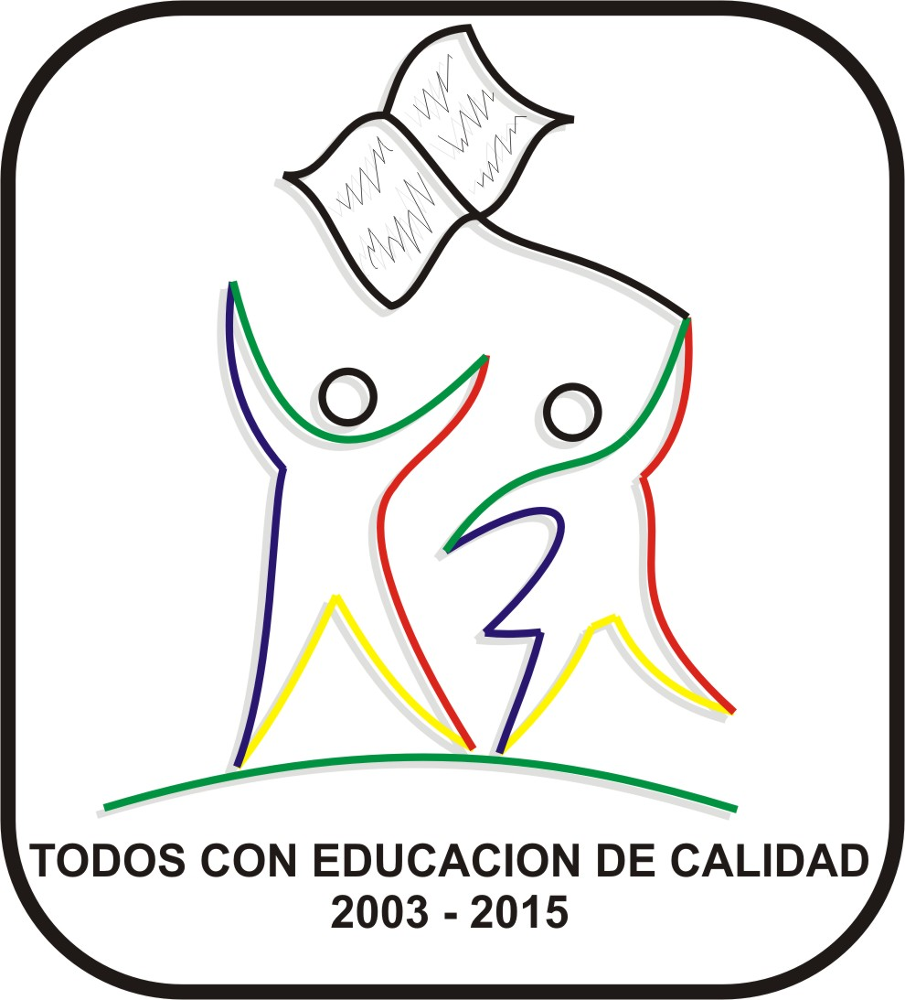 TODOS CON EDUCACION DE CALIDAD
2003 - 2015